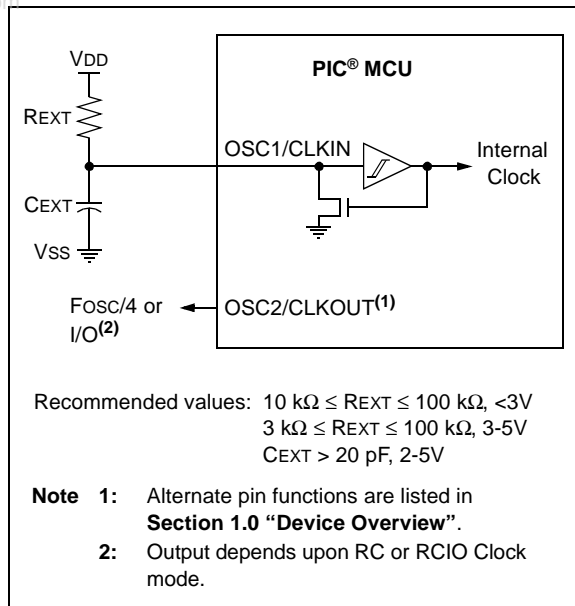 VDD
PIC® MCU
REXT
OSC1/CLKIN
Internal
Clock
CEXT
VSS
FOSC/4 or
I/O(2)
OSC2/CLKOUT(1)
Recommended values: 10 kΩ ≤ REXT ≤ 100 kΩ, <3V
3 kΩ ≤ REXT ≤ 100 kΩ, 3-5V
CEXT > 20 pF, 2-5V
Note 1: Alternate pin functions are listed in
Section 1.0 “Device Overview”.
2: Output depends upon RC or RCIO Clock
mode.